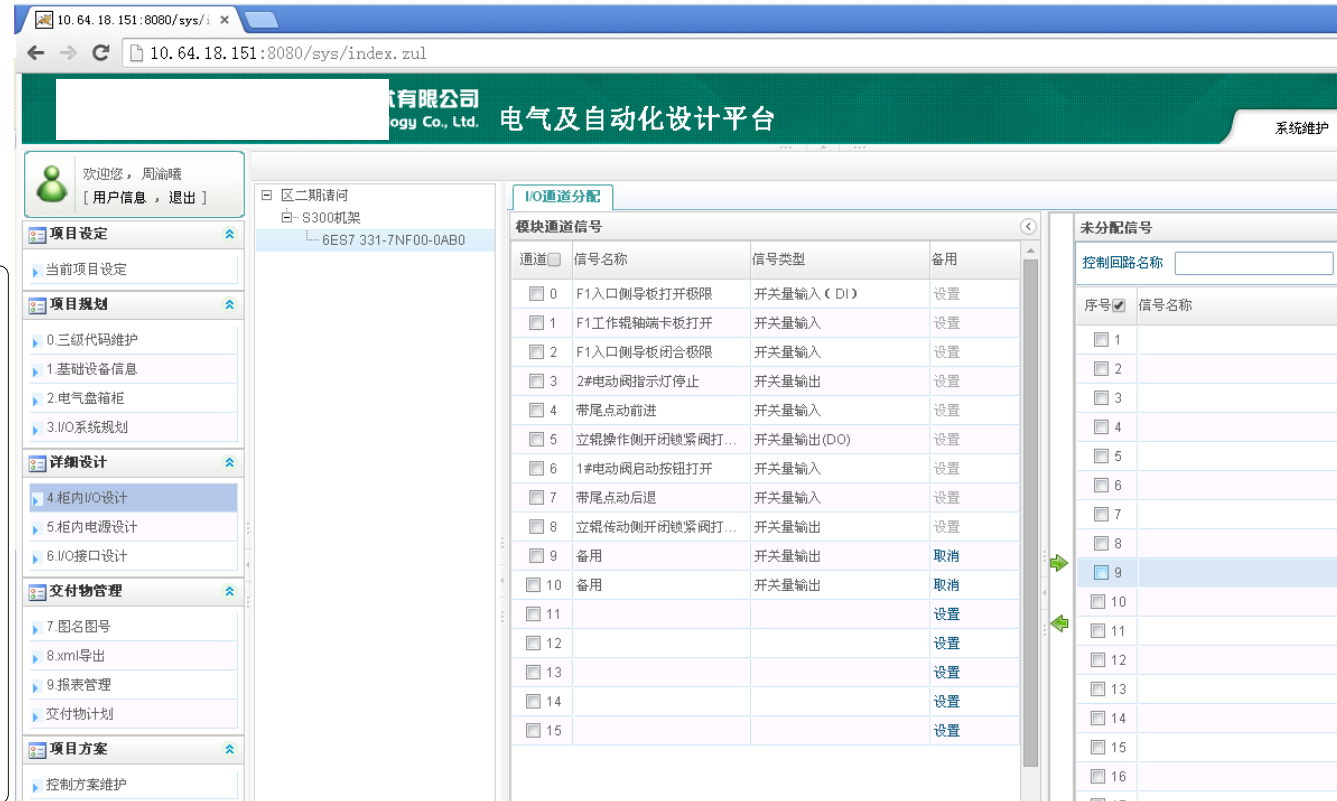 10.64.18.151:8080/sys/i ×
10.64.18.151:8080/sys/index.zul
有限公司
ogy Co., Ltd.
电气及自动化设计平台
系统维护
欢迎您，周渝曦
[ 用户信息 ，退出 ]
项目设定
当前项目设定
项目规划
0.三级代码维护
1.基础设备信息
2.电气盘箱柜
3.I/O系统规划
详细设计
4.柜内I/O设计
5.柜内电源设计
6.I/O接口设计
交付物管理
7.图名图号
8.xml导出
9.报表管理
交付物计划
项目方案
控制方案维护
区二期请问
S300机架
6ES7 331-7NF00-0AB0
I/O通道分配
模块通道信号
通道 信号名称 信号类型 备用
0 F1入口侧导板打开极限 开关量输入（DI） 设置
1 F1工作辊轴端卡板打开 开关量输入 设置
2 F1入口侧导板闭合极限 开关量输入 设置
3 2#电动阀指示灯停止 开关量输出 设置
4 带尾点动前进 开关量输入 设置
5 立辊操作侧开闭锁紧阀打... 开关量输出(DO) 设置
6 1#电动阀启动按钮打开 开关量输入 设置
7 带尾点动后退 开关量输入 设置
8 立辊传动侧开闭锁紧阀打... 开关量输出 设置
9 备用 开关量输出 取消
10 备用 开关量输出 取消
11 设置
12 设置
13 设置
14 设置
15 设置
未分配信号
控制回路名称
序号 信号名称
1
2
3
4
5
6
7
8
9
10
11
12
13
14
15
16